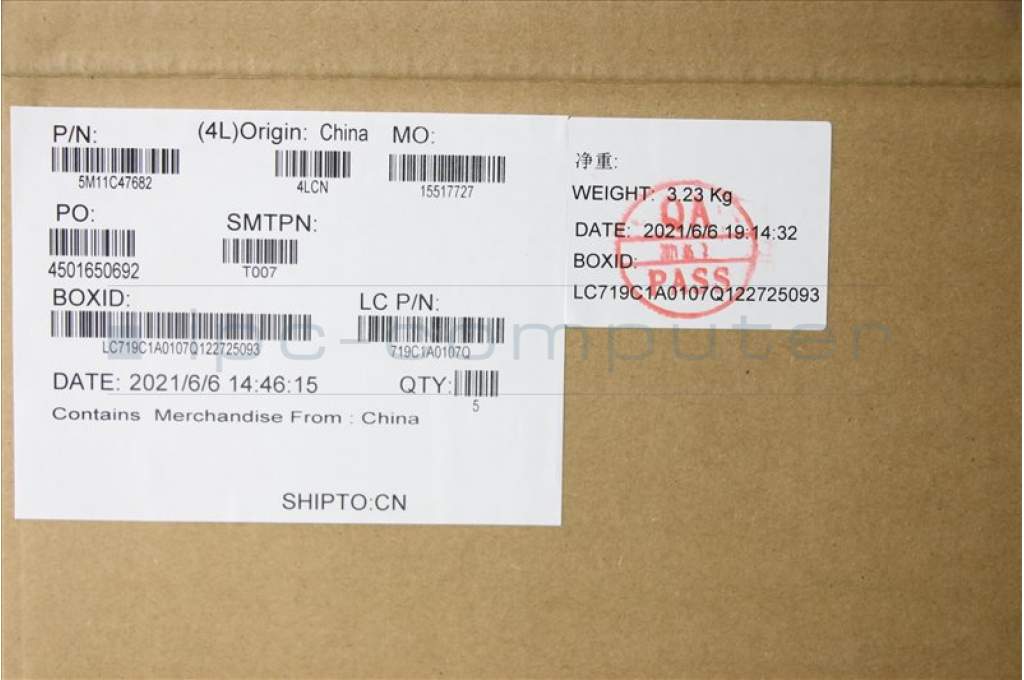 P/N: (4L)Origin: China MO:
5M11C47682 4LCN 15517727
PO: SMTPN:
4501650692 T007
BOXID: LC P/N:
LC719C1A0107Q122725093 719C1A0107Q
DATE: 2021/6/6 14:46:15 QTY:
5
Contains Merchandise From : China
SHIPTO:CN
净重:
WEIGHT: 3.23 Kg
QA
DATE: 2021/6/6 19:14:32
BOXID:
PASS
LC719C1A0107Q122725093
ipc-computer